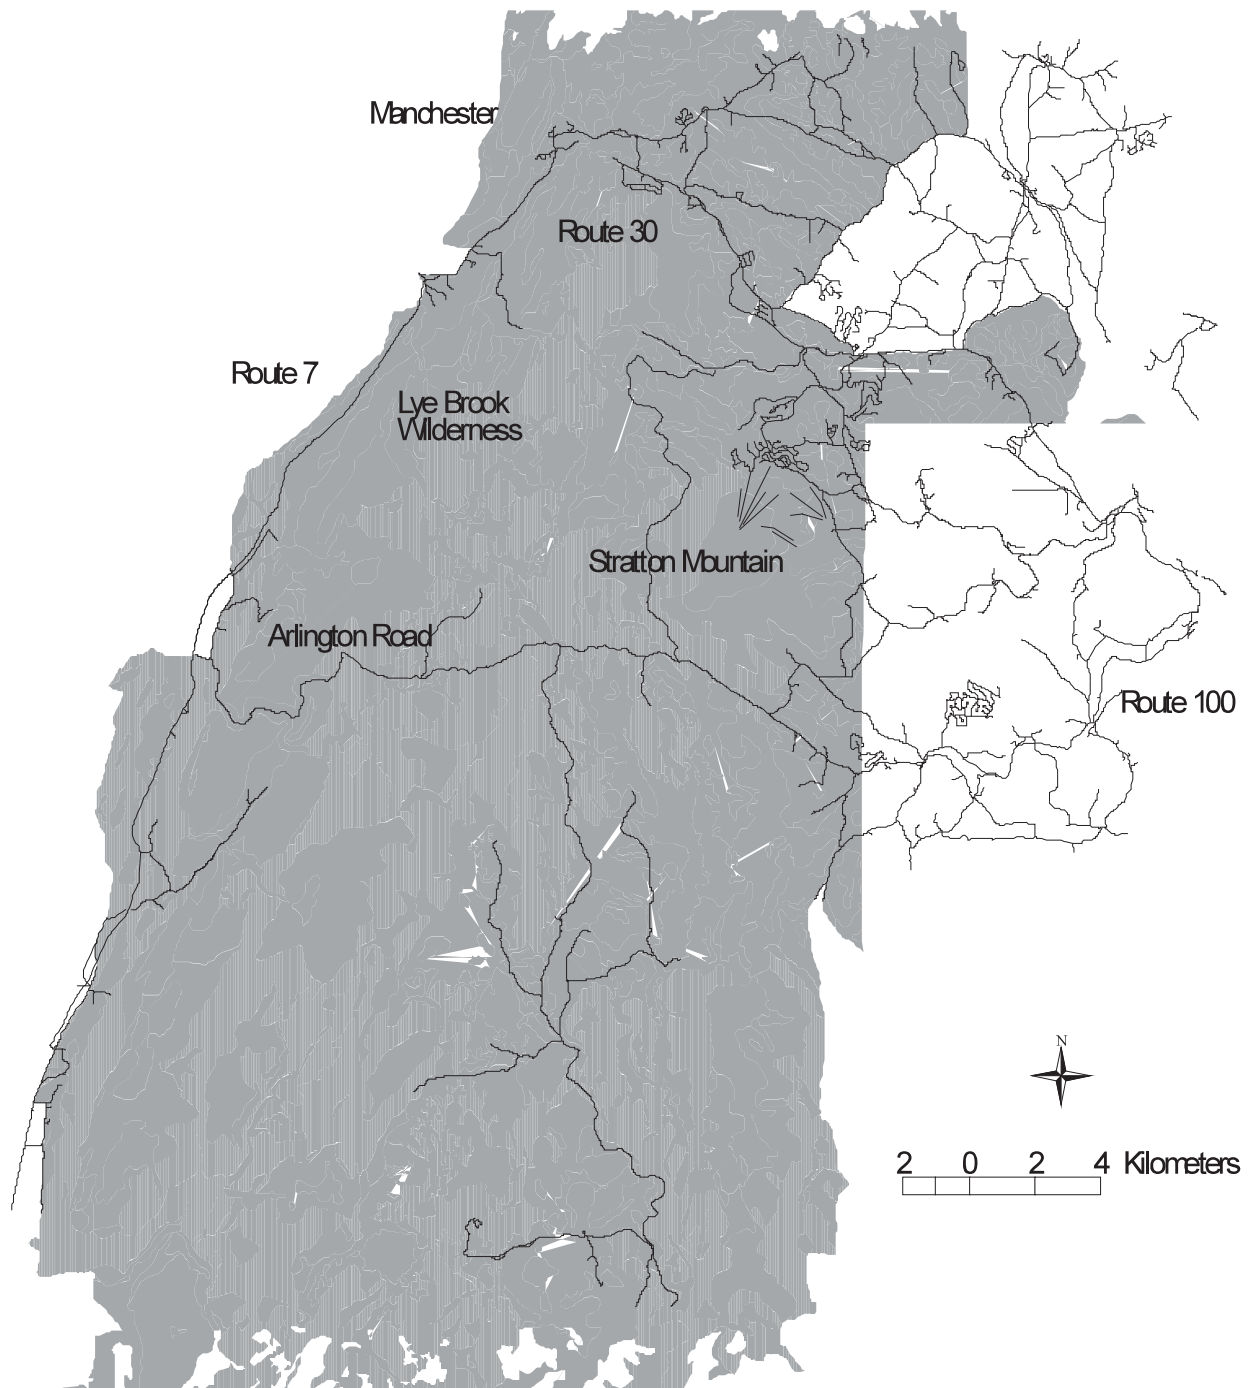 Manchester
Route 30
Route 7
Lye Brook
Wilderness
Stratton Mountain
Arlington Road
Route 100
N
2 0 2 4 Kilometers